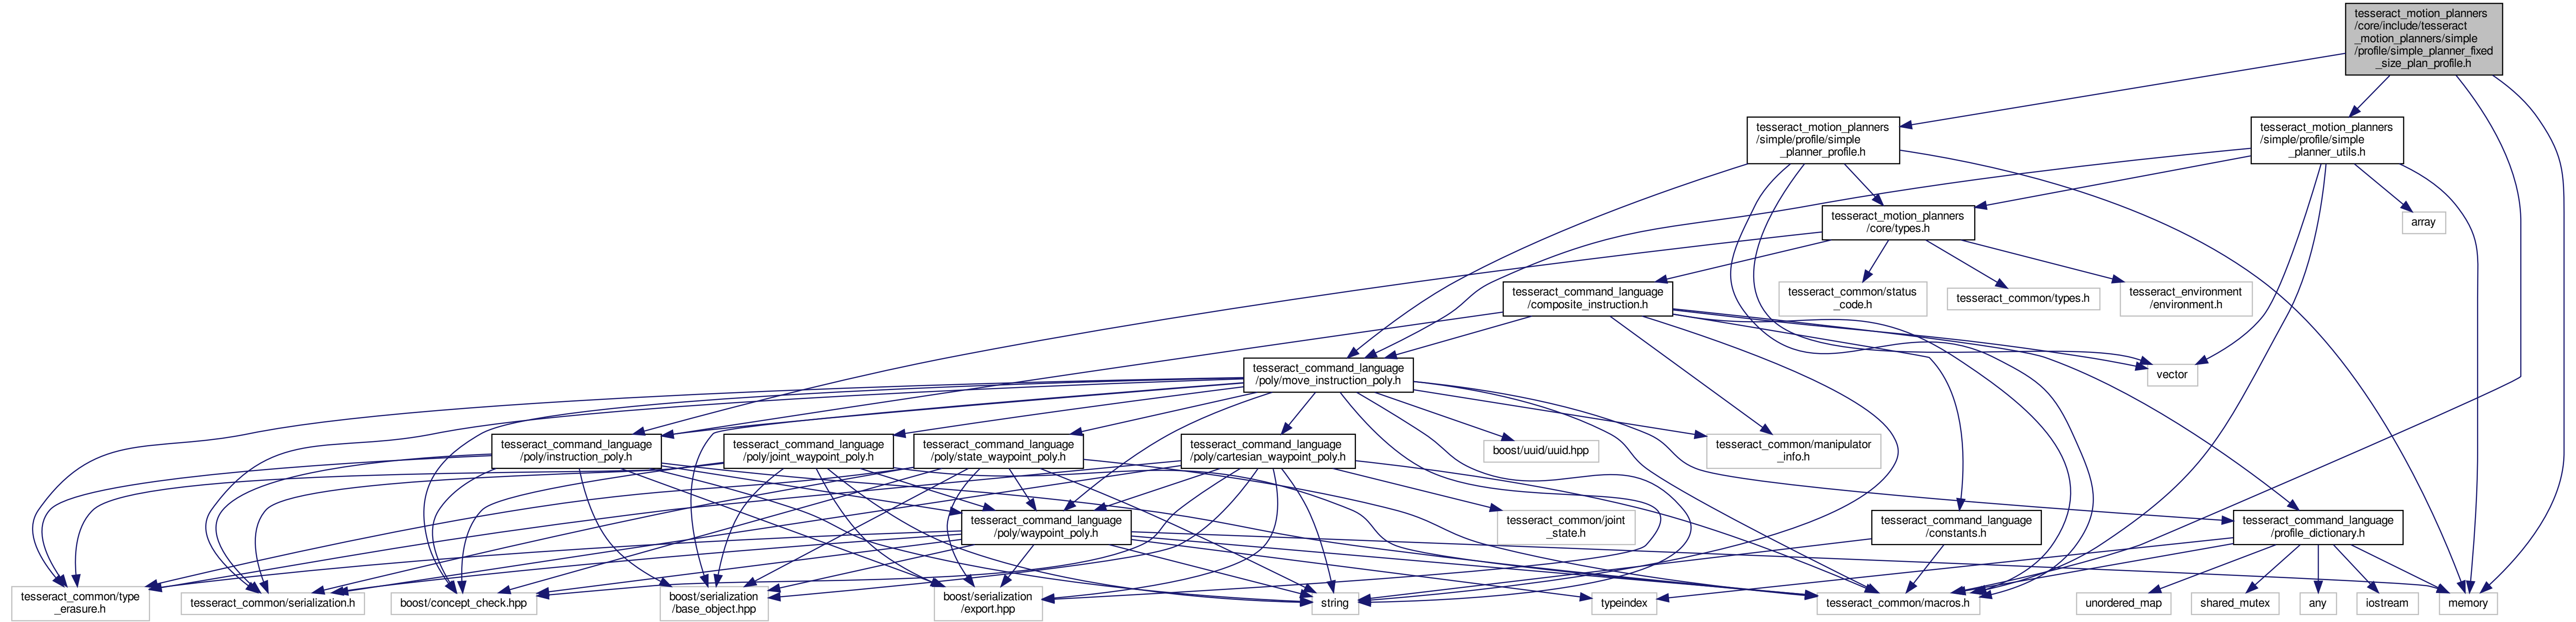 tesseract_motion_planners
/core/include/tesseract
_motion_planners/simple
/profile/simple_planner_fixed
_size_plan_profile.h
tesseract_motion_planners
/simple/profile/simple
_planner_profile.h
tesseract_motion_planners
/simple/profile/simple
_planner_utils.h
tesseract_motion_planners
/core/types.h
array
tesseract_command_language
/composite_instruction.h
tesseract_common/status
_code.h
tesseract_common/types.h
tesseract_environment
/environment.h
tesseract_command_language
/poly/move_instruction_poly.h
vector
tesseract_command_language
/poly/instruction_poly.h
tesseract_command_language
/poly/joint_waypoint_poly.h
tesseract_command_language
/poly/state_waypoint_poly.h
tesseract_command_language
/poly/cartesian_waypoint_poly.h
boost/uuid/uuid.hpp
tesseract_common/manipulator
_info.h
tesseract_command_language
/poly/waypoint_poly.h
tesseract_common/joint
_state.h
tesseract_command_language
/constants.h
tesseract_command_language
/profile_dictionary.h
tesseract_common/type
_erasure.h
tesseract_common/serialization.h
boost/concept_check.hpp
boost/serialization
/base_object.hpp
boost/serialization
/export.hpp
string
typeindex
tesseract_common/macros.h
unordered_map
shared_mutex
any
iostream
memory